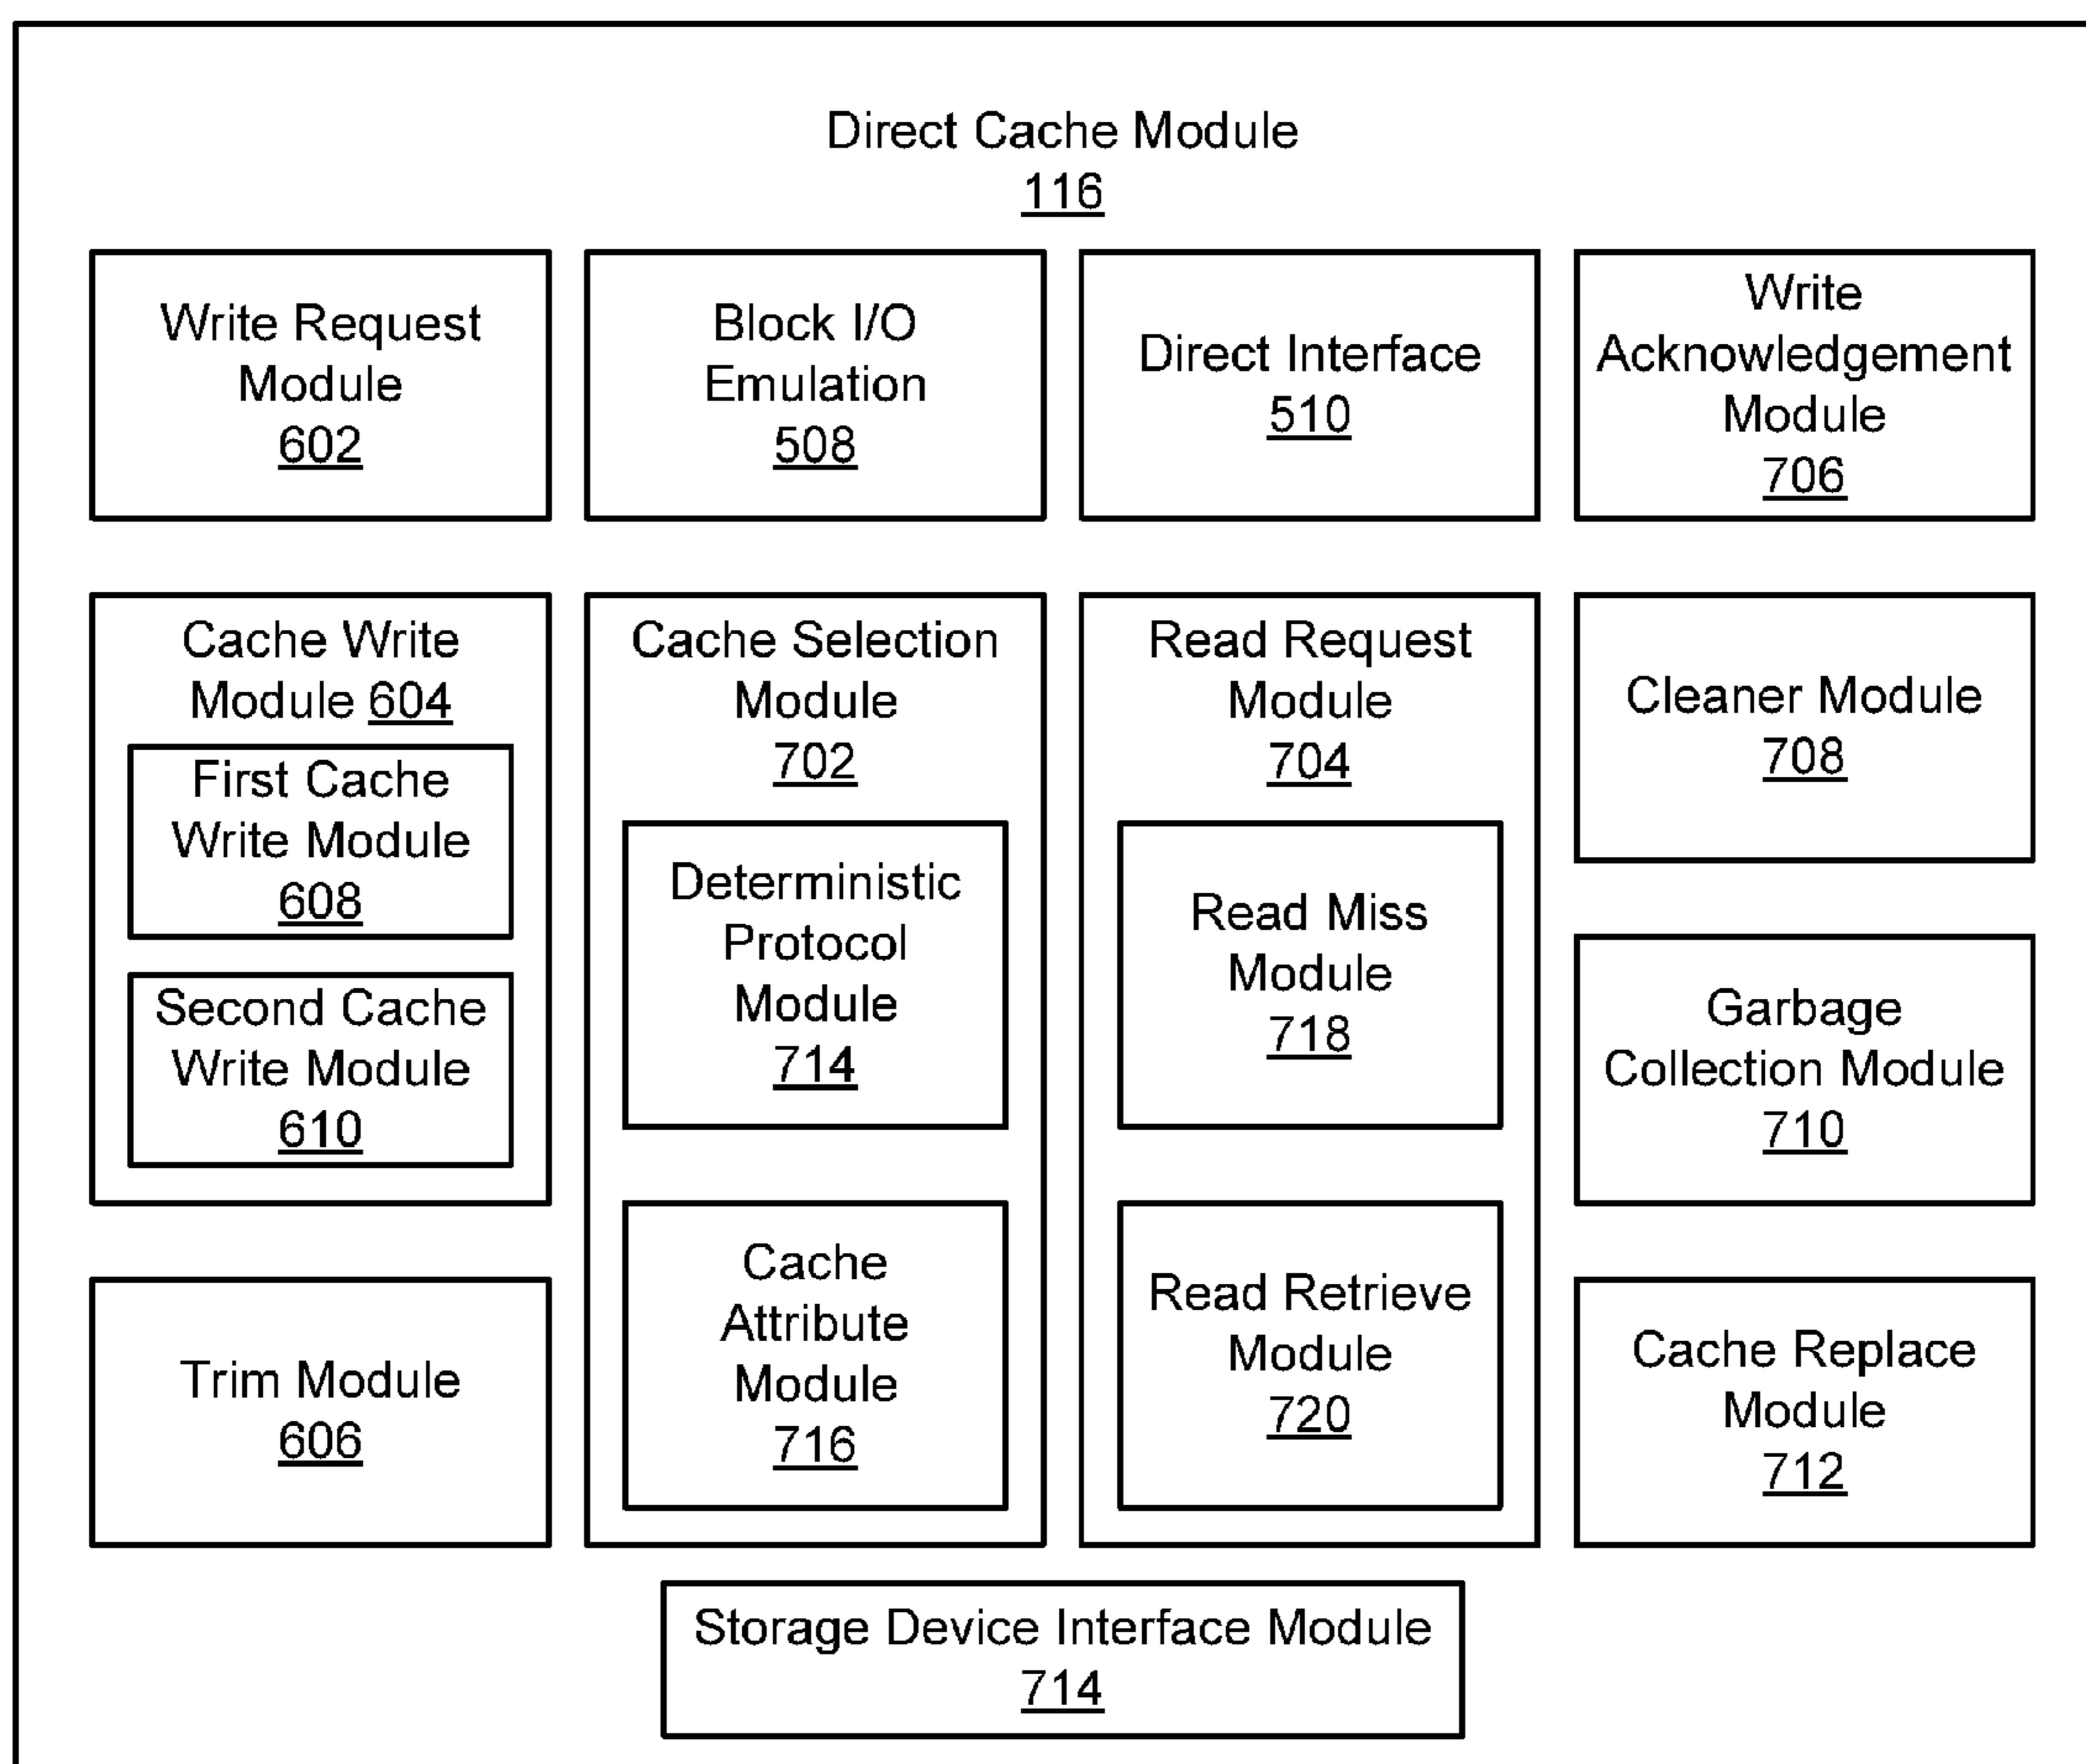 Direct Cache Module
116
Write Request
Module
602
Block I/O
Emulation
508
Direct Interface
510
Write
Acknowledgement
Module
706
Cache Write
Module 604
First Cache
Write Module
608
Second Cache
Write Module
610
Trim Module
606
Cache Selection
Module
702
Deterministic
Protocol
Module
714
Cache
Attribute
Module
716
Read Request
Module
704
Read Miss
Module
718
Read Retrieve
Module
720
Cleaner Module
708
Garbage
Collection Module
710
Cache Replace
Module
712
Storage Device Interface Module
714